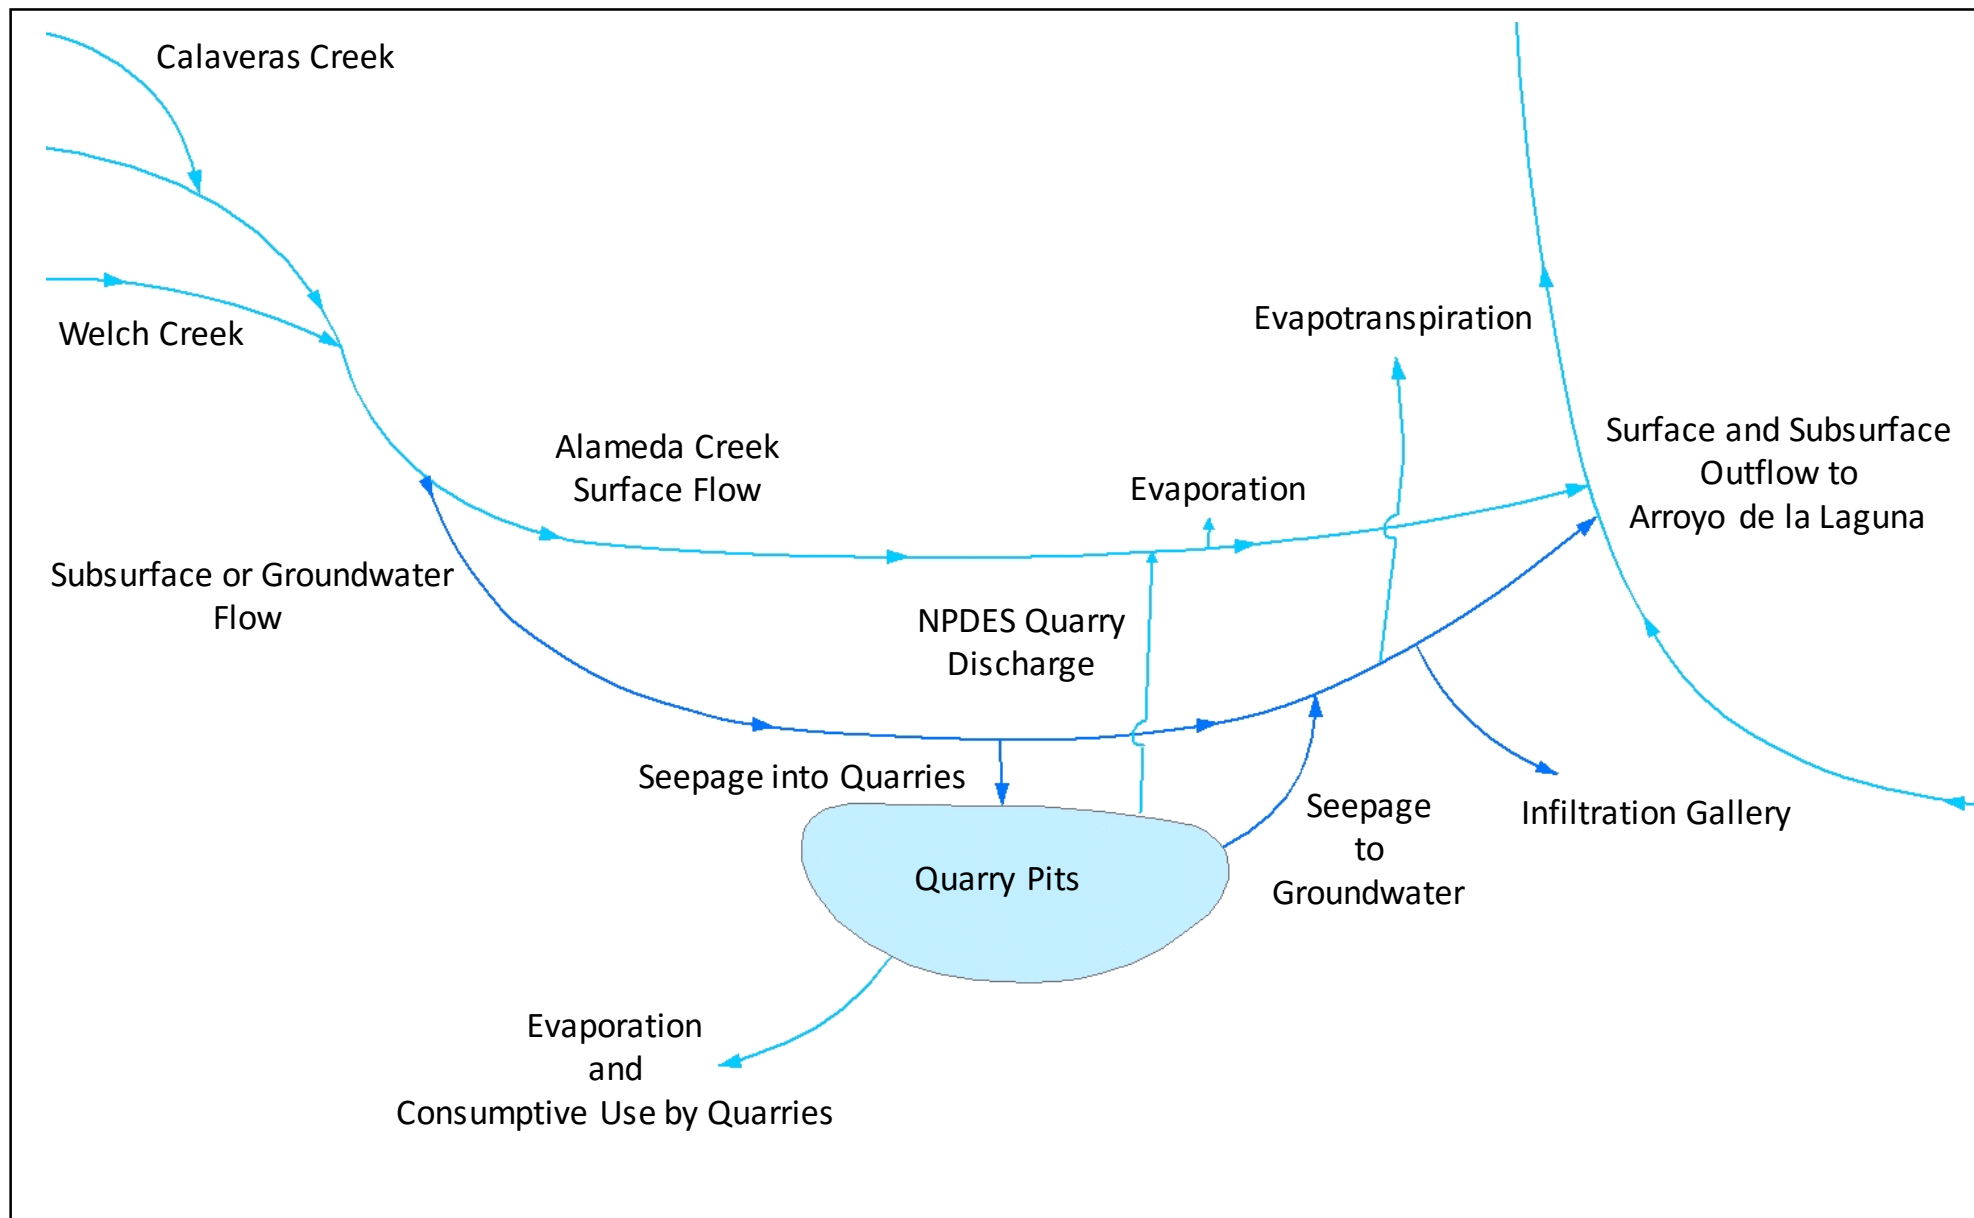 Calaveras Creek
Welch Creek
Evapotranspiration
Alameda Creek
Surface Flow
Evaporation
Surface and Subsurface
Outflow to
Arroyo de la Laguna
Subsurface or Groundwater
Flow
NPDES Quarry
Discharge
Seepage into Quarries
Seepage
to
Groundwater
Infiltration Gallery
Quarry Pits
Evaporation
and
Consumptive Use by Quarries